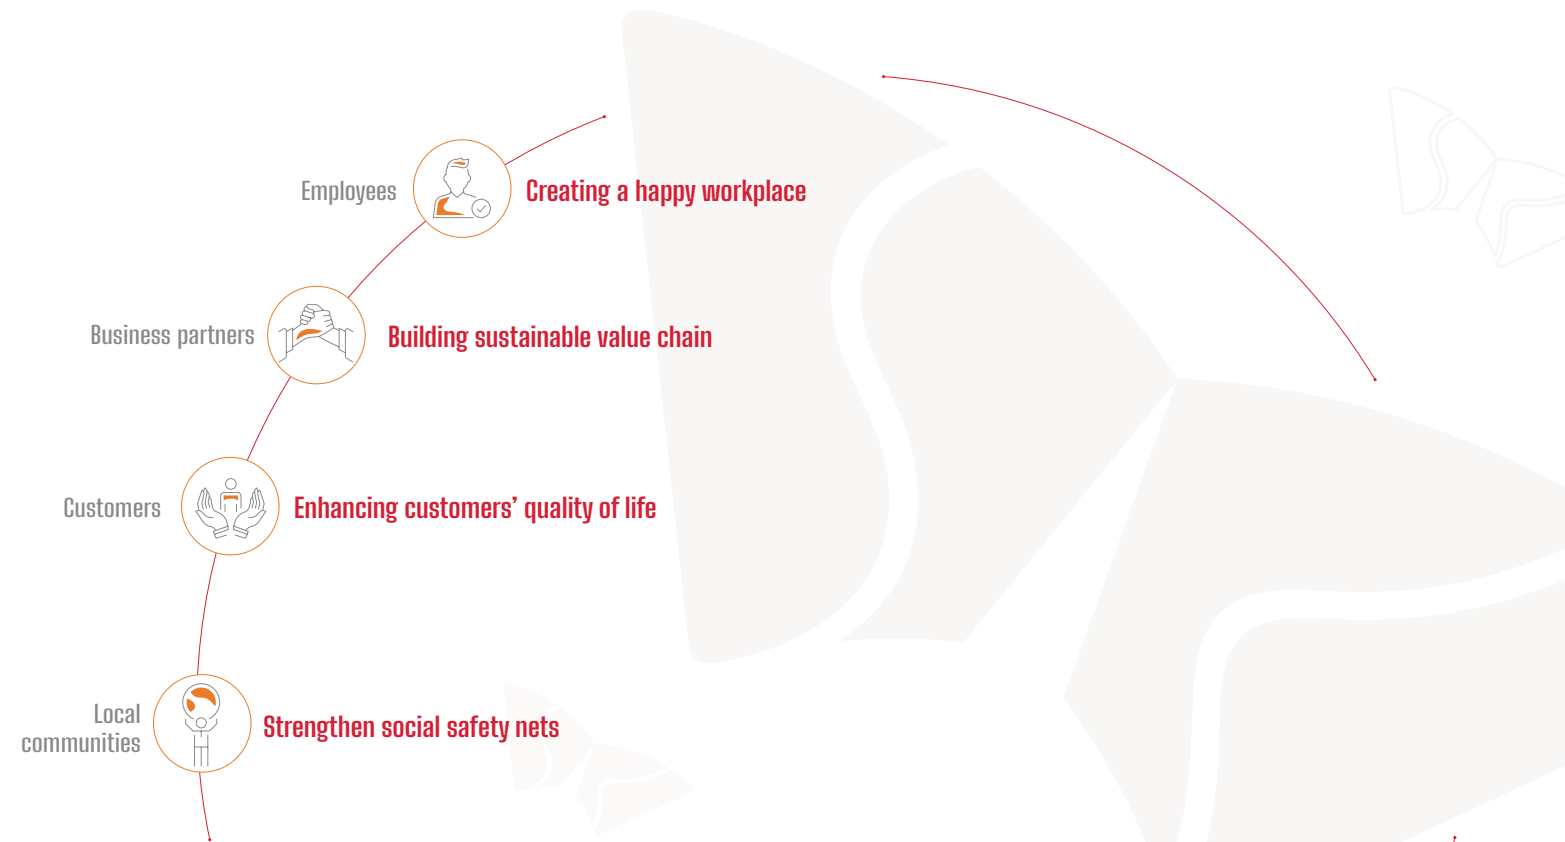 Employees
Creating a happy workplace
Business partners
Building sustainable value chain
Customers
Enhancing customers’ quality of life
Local
communities
Strengthen social safety nets